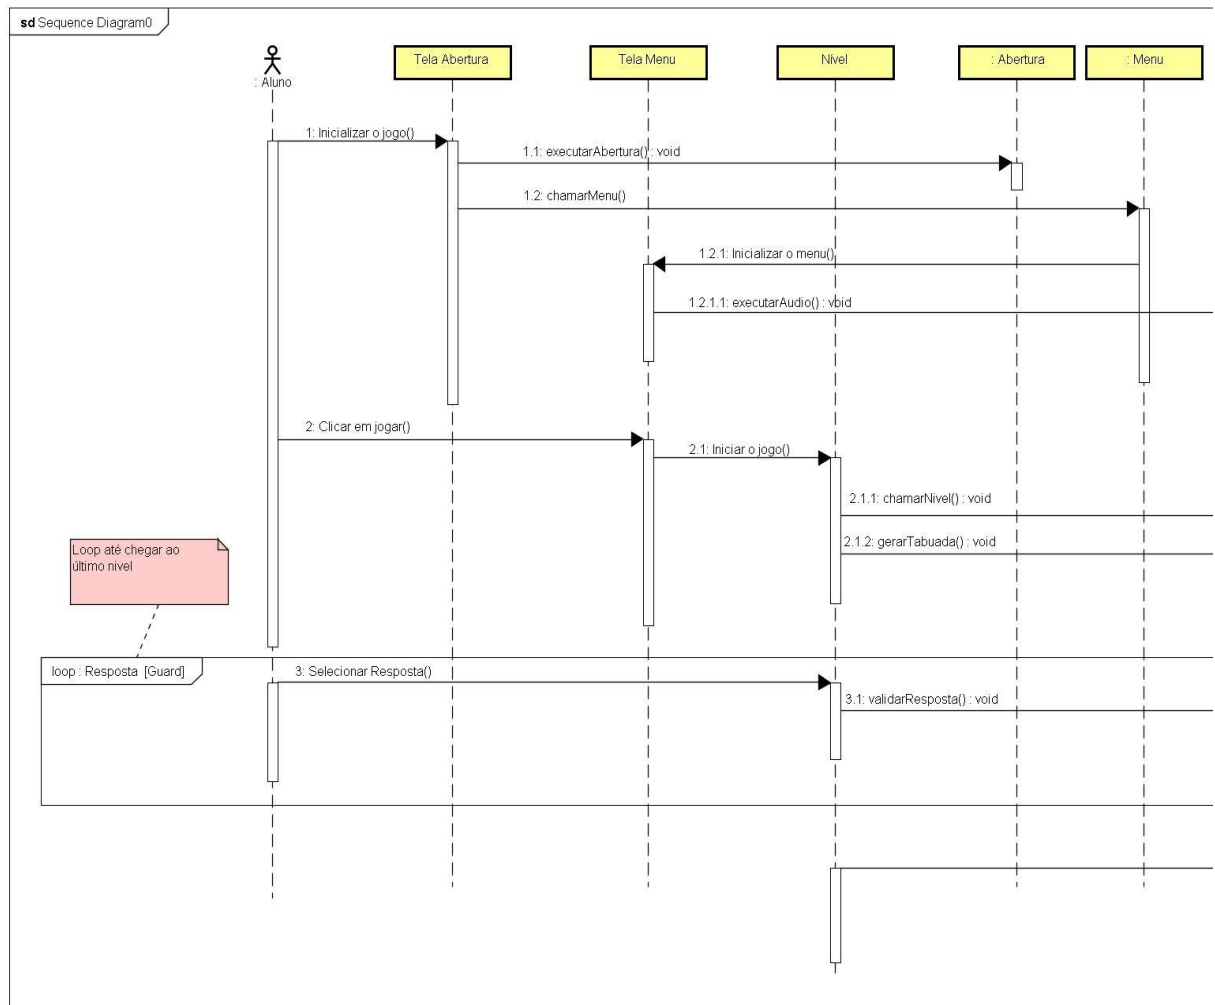 sd Sequence Diagram0
: Aluno
Tela Abertura
Tela Menu
Nível
: Abertura
: Menu
1: Inicializar o jogo()
1.1: executarAbertura() : void
1.2: chamarMenu()
1.2.1: Inicializar o menu()
1.2.1.1: executarAudio() : void
2: Clicar em jogar()
2.1: Iniciar o jogo()
2.1.1: chamarNivel() : void
2.1.2: gerarTabuada() : void
Loop até chegar ao
último nivel
loop : Resposta [Guard]
3: Selecionar Resposta()
3.1: validarResposta() : void